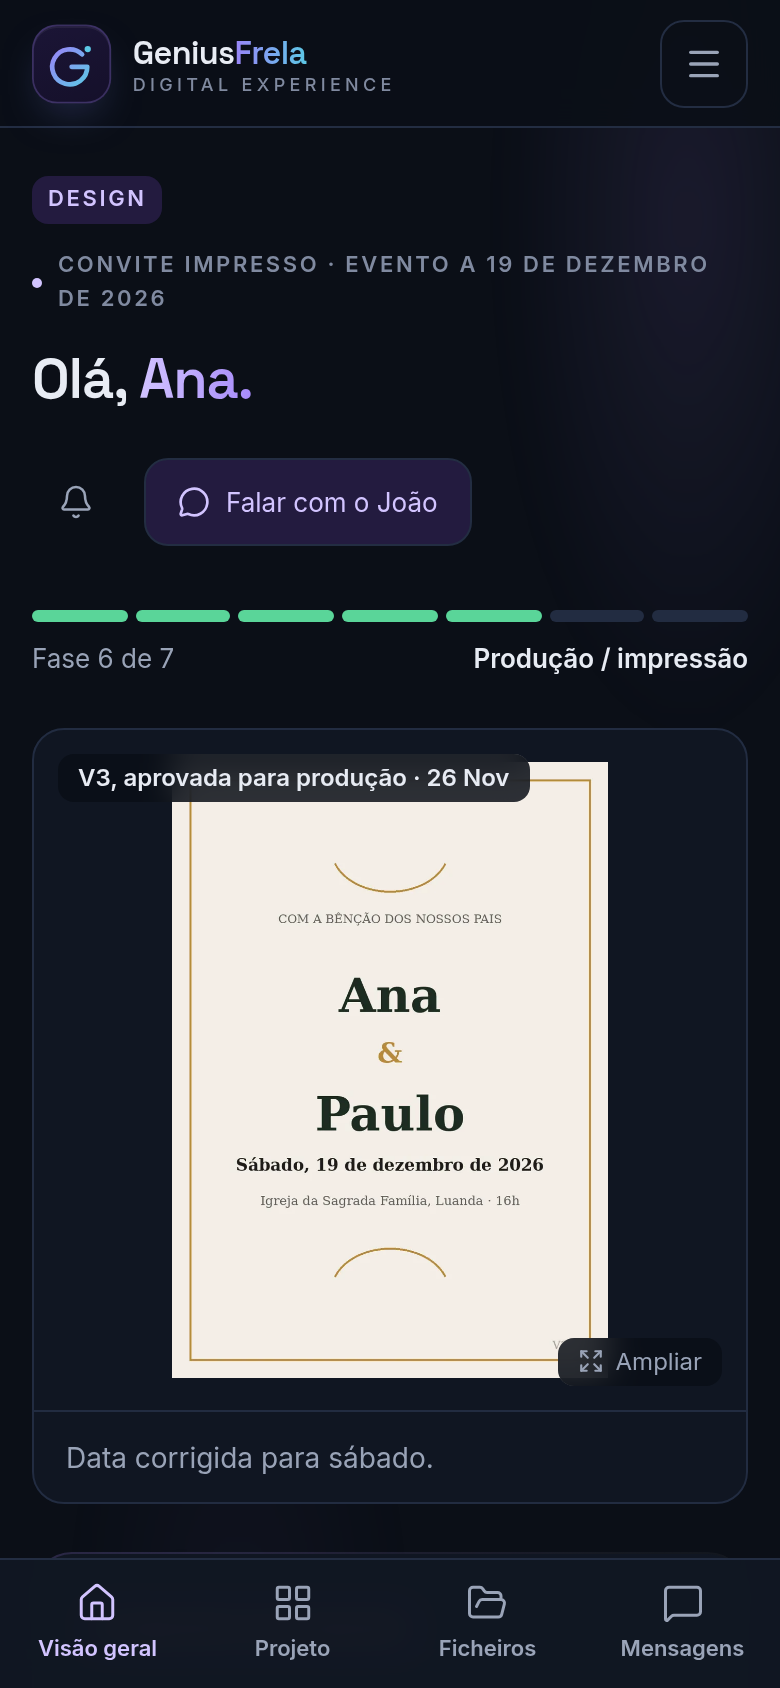 GeniusFrela
DIGITAL EXPERIENCE
DESIGN
CONVITE IMPRESSO · EVENTO A 19 DE DEZEMBRO
DE 2026
Olá, Ana.
Falar com o João
Fase 6 de 7
Produção / impressão
V3, aprovada para produção · 26 Nov
COM A BÊNÇÃO DOS NOSSOS PAIS
Ana
&
Paulo
Sábado, 19 de dezembro de 2026
Igreja da Sagrada Família, Luanda · 16h
Ampliar
Data corrigida para sábado.
Visão geral
Projeto
Ficheiros
Mensagens